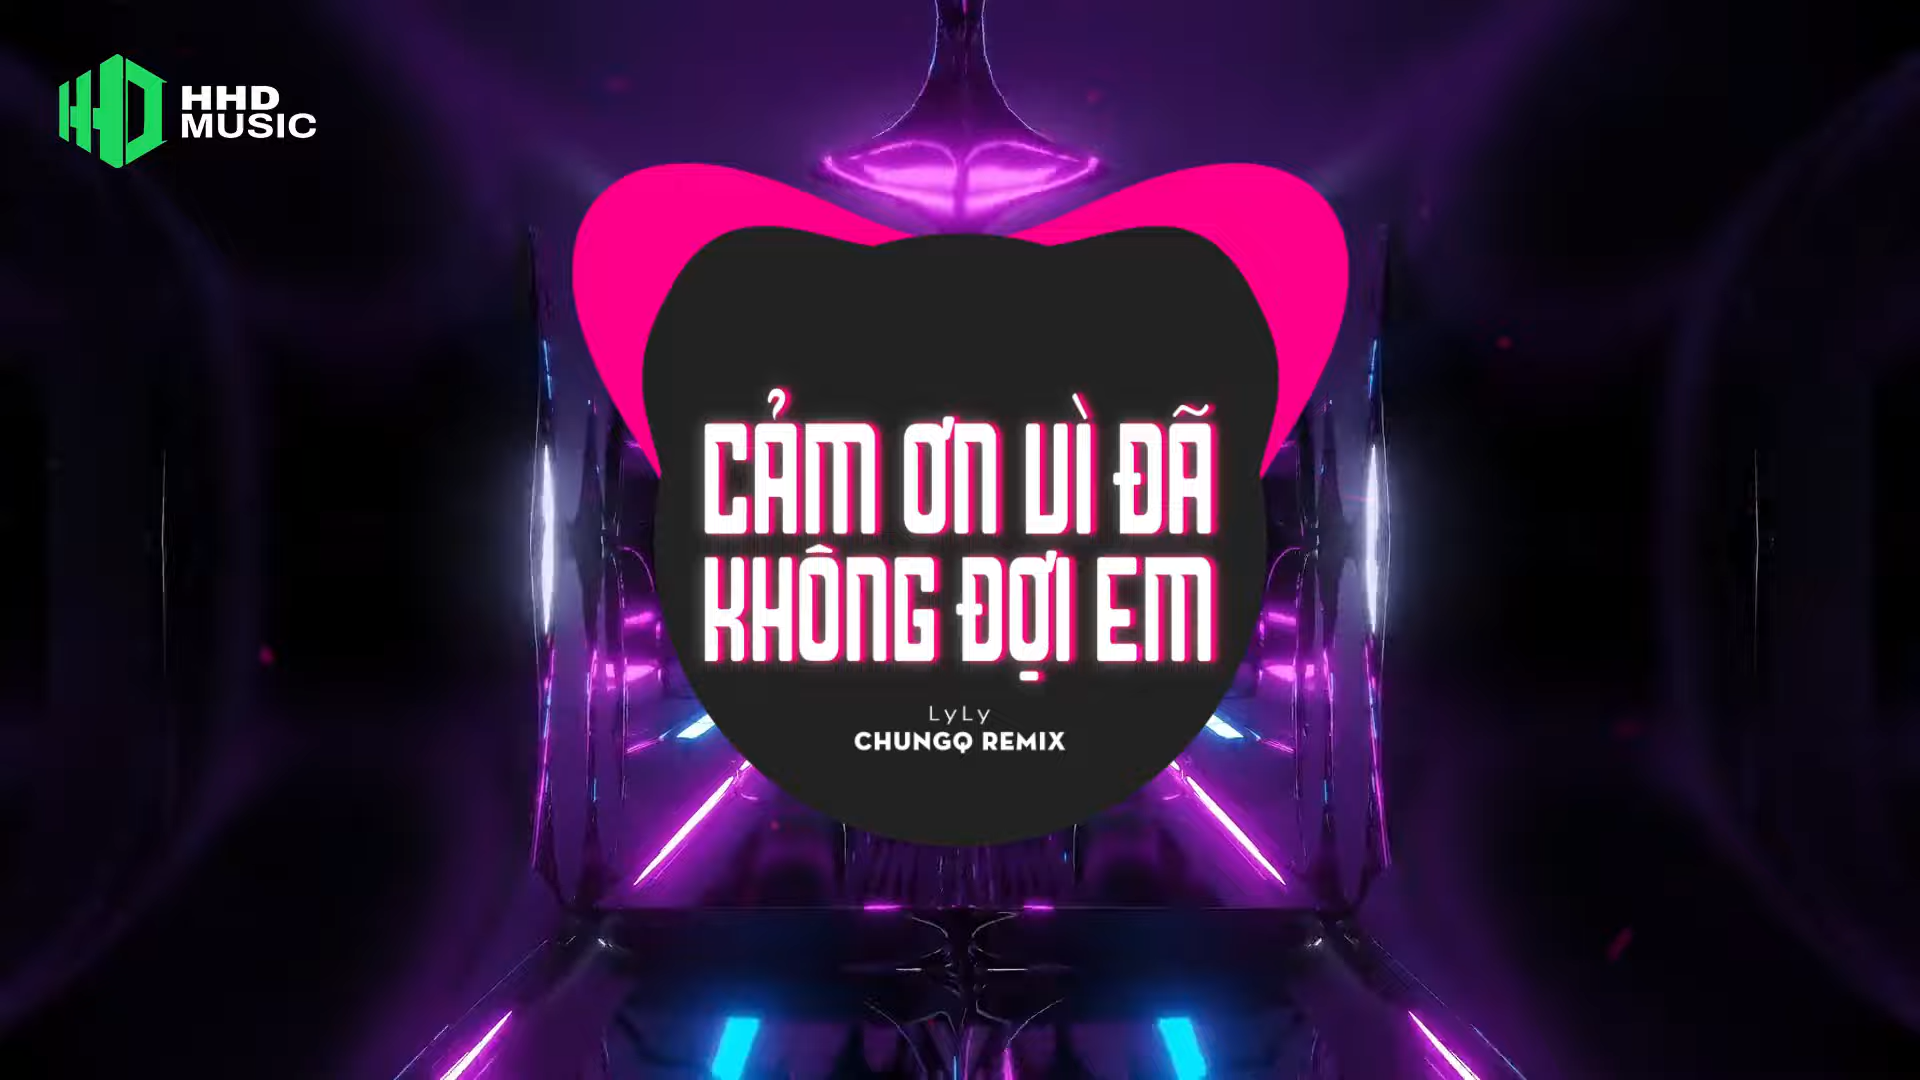 HHD
MUSIC
CẢM ƠN VÌ ĐÃ
KHÔNG ĐỢI EM
LyLy
CHUNGQ REMIX